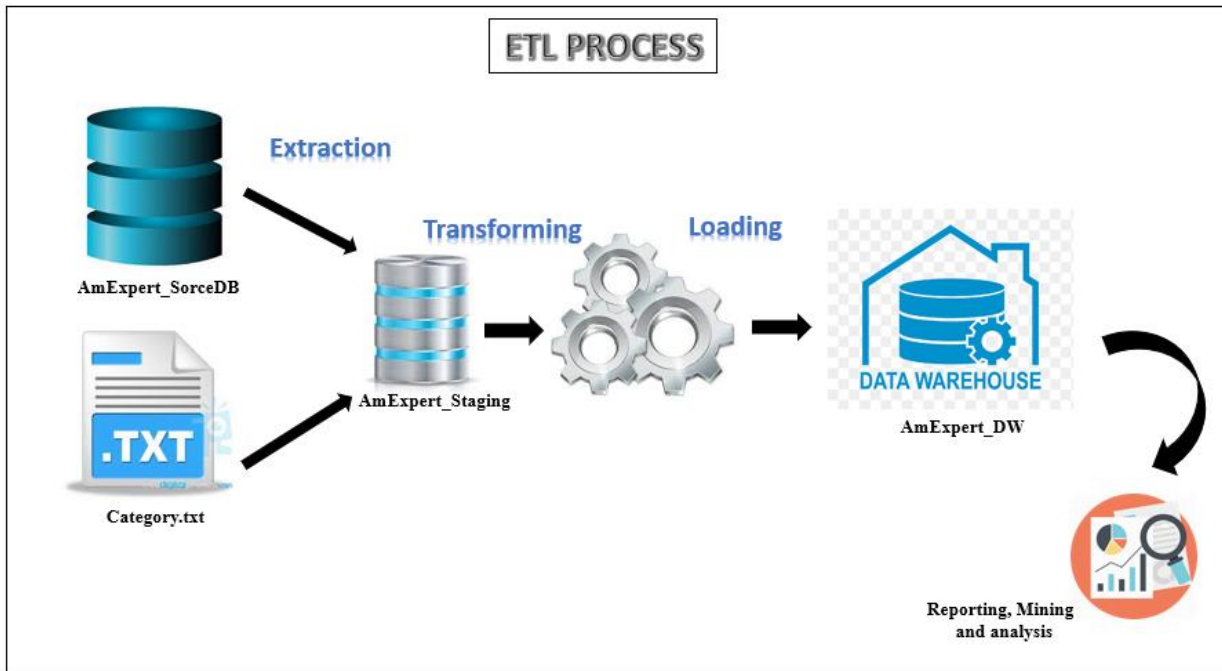 ETL PROCESS
Extraction
AmExpert_SorceDB
Transforming
Loading
.TXT
Category.txt
AmExpert_Staging
DATA WAREHOUSE
AmExpert_DW
Reporting, Mining
and analysis